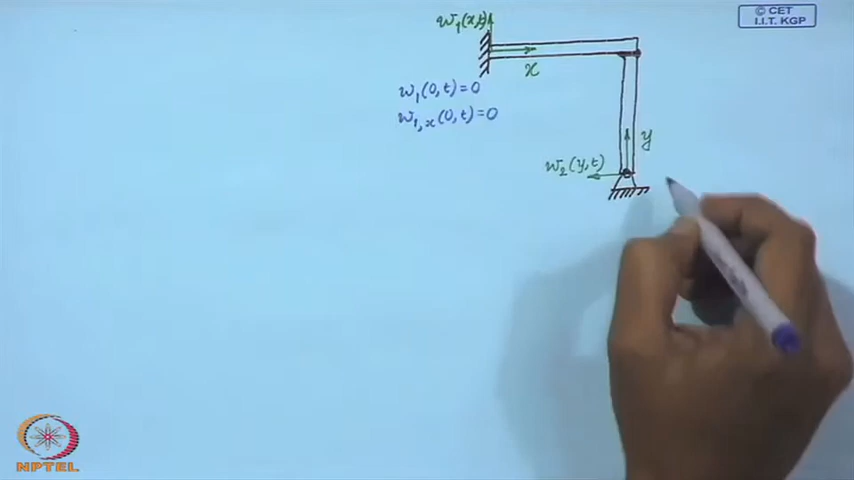 © CET
I.I.T. KGP
w₁(x,t)
x
w₁(0,t)=0
w₁,ₓ(0,t)=0
y
w₂(y,t)
NPTEL